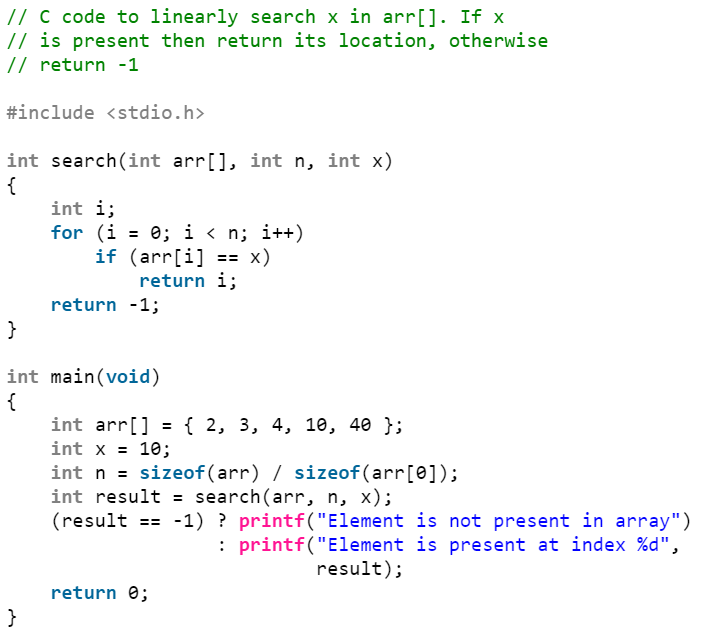 // C code to linearly search x in arr[]. If x
// is present then return its location, otherwise
// return -1

#include <stdio.h>

int search(int arr[], int n, int x)
{
    int i;
    for (i = 0; i < n; i++)
        if (arr[i] == x)
            return i;
    return -1;
}

int main(void)
{
    int arr[] = { 2, 3, 4, 10, 40 };
    int x = 10;
    int n = sizeof(arr) / sizeof(arr[0]);
    int result = search(arr, n, x);
    (result == -1) ? printf("Element is not present in array")
                   : printf("Element is present at index %d",
                            result);
    return 0;
}